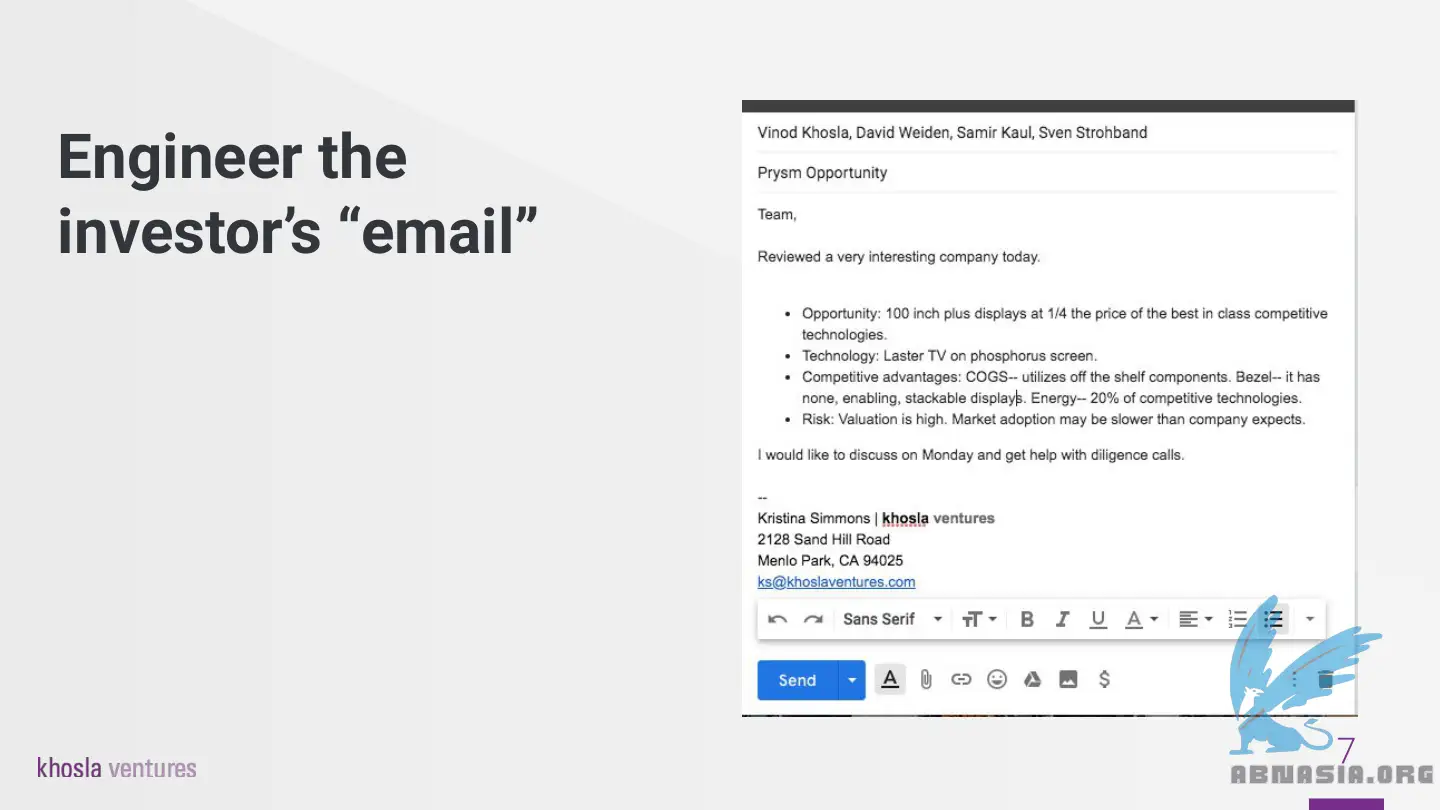 Engineer the
investor’s “email”
Vinod Khosla, David Weiden, Samir Kaul, Sven Strohband
Prysm Opportunity
Team,
Reviewed a very interesting company today.
• Opportunity: 100 inch plus displays at 1/4 the price of the best in class competitive
technologies.
• Technology: Laster TV on phosphorus screen.
• Competitive advantages: COGS-- utilizes off the shelf components. Bezel-- it has
none, enabling, stackable displays. Energy-- 20% of competitive technologies.
• Risk: Valuation is high. Market adoption may be slower than company expects.
I would like to discuss on Monday and get help with diligence calls.
--
Kristina Simmons | khosla ventures
2128 Sand Hill Road
Menlo Park, CA 94025
ks@khoslaventures.com
Sans Serif
Send
khosla ventures
7
ABNASIA.ORG